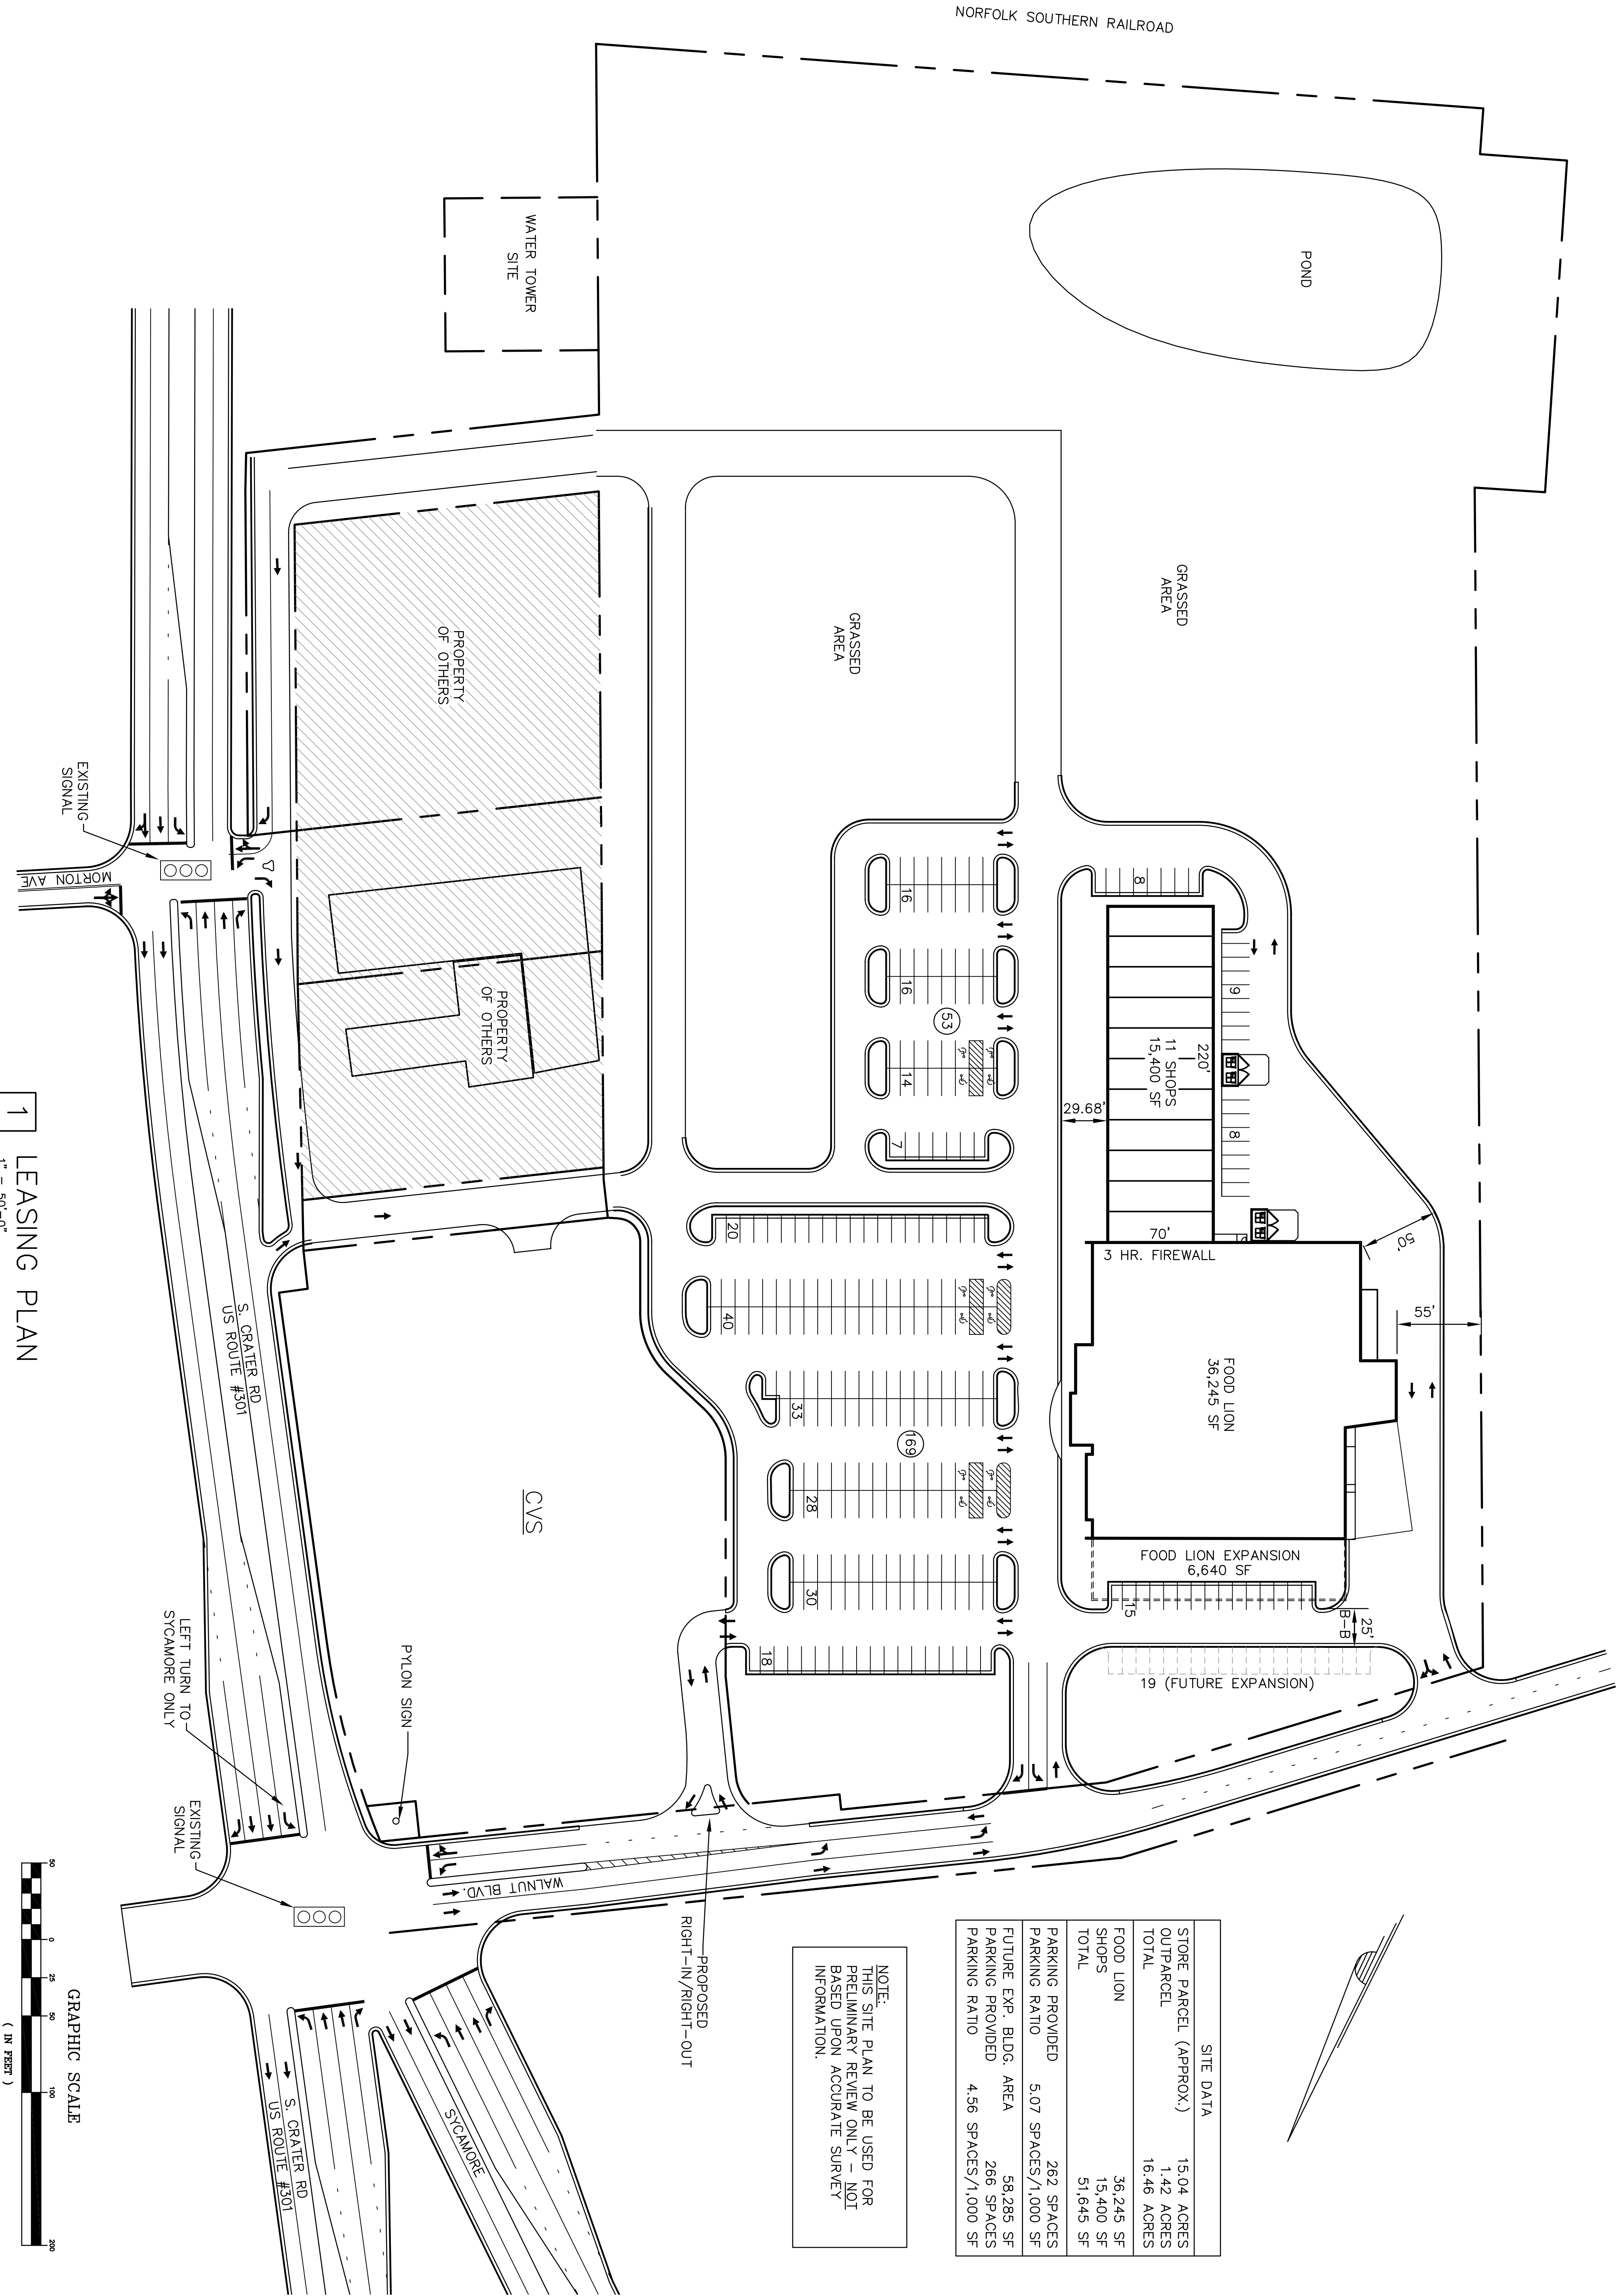 NORFOLK SOUTHERN RAILROAD
POND
WATER TOWER
SITE
GRASSED
AREA
GRASSED
AREA
PROPERTY
OF OTHERS
PROPERTY
OF OTHERS
EXISTING
SIGNAL
MORTON AVE
8
9
8
220'
11 SHOPS
15,400 SF
29.68'
70'
3 HR. FIREWALL
50'
55'
16
16
53
14
7
20
40
33
169
28
30
18
FOOD LION
36,245 SF
FOOD LION EXPANSION
6,640 SF
15
25'
B-B
19 (FUTURE EXPANSION)
CVS
S. CRATER RD
US ROUTE #301
LEFT TURN TO
SYCAMORE ONLY
PYLON SIGN
EXISTING
SIGNAL
WALNUT BLVD.
PROPOSED
RIGHT-IN/RIGHT-OUT
SYCAMORE
S. CRATER RD
US ROUTE #301
SITE DATA
STORE PARCEL (APPROX.) 15.04 ACRES
OUTPARCEL 1.42 ACRES
TOTAL 16.46 ACRES
FOOD LION 36,245 SF
SHOPS 15,400 SF
TOTAL 51,645 SF
PARKING PROVIDED 262 SPACES
PARKING RATIO 5.07 SPACES/1,000 SF
FUTURE EXP. BLDG. AREA 58,285 SF
PARKING PROVIDED 266 SPACES
PARKING RATIO 4.56 SPACES/1,000 SF
NOTE:
THIS SITE PLAN TO BE USED FOR
PRELIMINARY REVIEW ONLY - NOT
BASED UPON ACCURATE SURVEY
INFORMATION.
1 LEASING PLAN
1" = 50'-0"
GRAPHIC SCALE
50 0 25 50 100 200
( IN FEET )